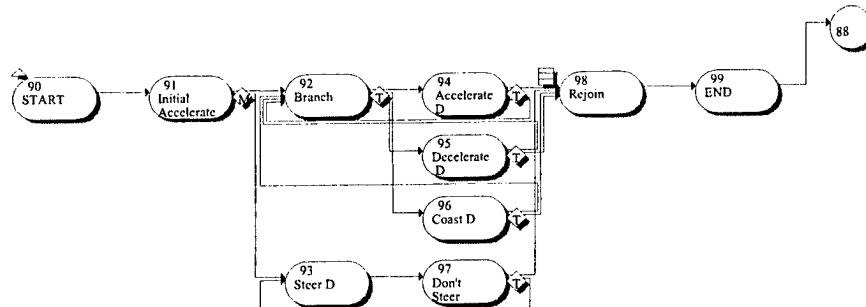 88
90
START
91
Initial
Accelerate
M
92
Branch
T
94
Accelerate
D
T
98
Rejoin
99
END
95
Decelerate
D
T
96
Coast D
T
93
Steer D
97
Don't
Steer
T